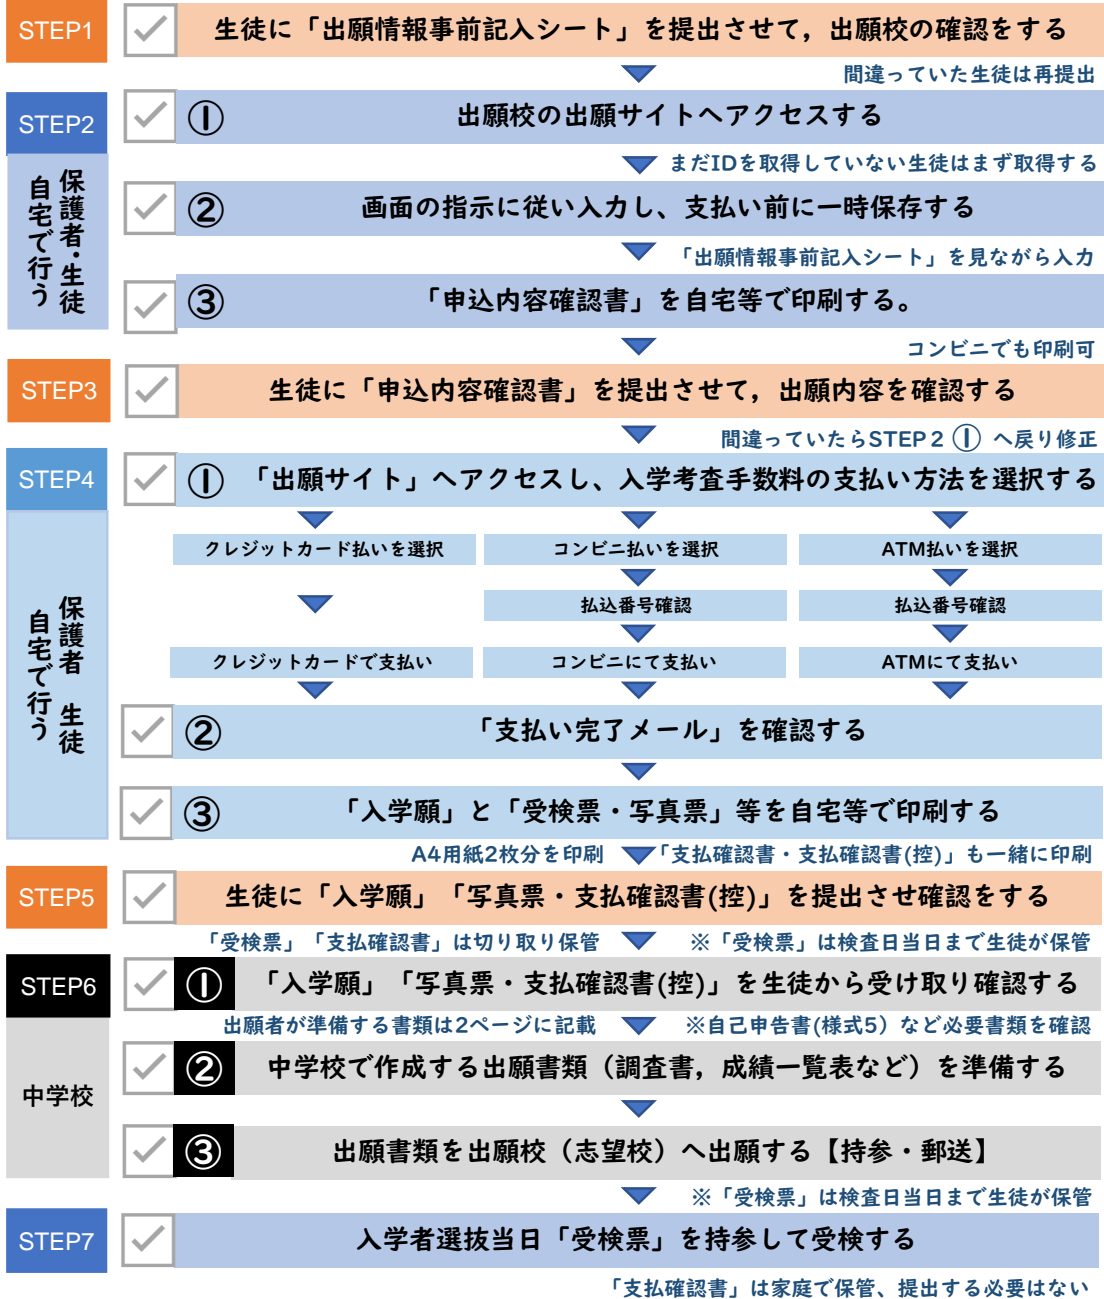 STEP1
生徒に「出願情報事前記入シート」を提出させて，出願校の確認をする
間違っていた生徒は再提出
STEP2
保護者・生徒
自宅で行う
① 出願校の出願サイトへアクセスする
まだIDを取得していない生徒はまず取得する
② 画面の指示に従い入力し、支払い前に一時保存する
「出願情報事前記入シート」を見ながら入力
③ 「申込内容確認書」を自宅等で印刷する。
コンビニでも印刷可
STEP3
生徒に「申込内容確認書」を提出させて，出願内容を確認する
間違っていたらSTEP２① へ戻り修正
STEP4
保護者　生徒
自宅で行う
① 「出願サイト」へアクセスし、入学考査手数料の支払い方法を選択する
クレジットカード払いを選択
コンビニ払いを選択
ATM払いを選択
払込番号確認
払込番号確認
クレジットカードで支払い
コンビニにて支払い
ATMにて支払い
② 「支払い完了メール」を確認する
③ 「入学願」と「受検票・写真票」等を自宅等で印刷する
A4用紙2枚分を印刷
「支払確認書・支払確認書(控)」も一緒に印刷
STEP5
生徒に「入学願」「写真票・支払確認書(控)」を提出させ確認をする
「受検票」「支払確認書」は切り取り保管
※「受検票」は検査日当日まで生徒が保管
STEP6
中学校
① 「入学願」「写真票・支払確認書(控)」を生徒から受け取り確認する
出願者が準備する書類は2ページに記載
※自己申告書(様式5）など必要書類を確認
② 中学校で作成する出願書類（調査書，成績一覧表など）を準備する
③ 出願書類を出願校（志望校）へ出願する【持参・郵送】
※「受検票」は検査日当日まで生徒が保管
STEP7
入学者選抜当日「受検票」を持参して受検する
「支払確認書」は家庭で保管、提出する必要はない